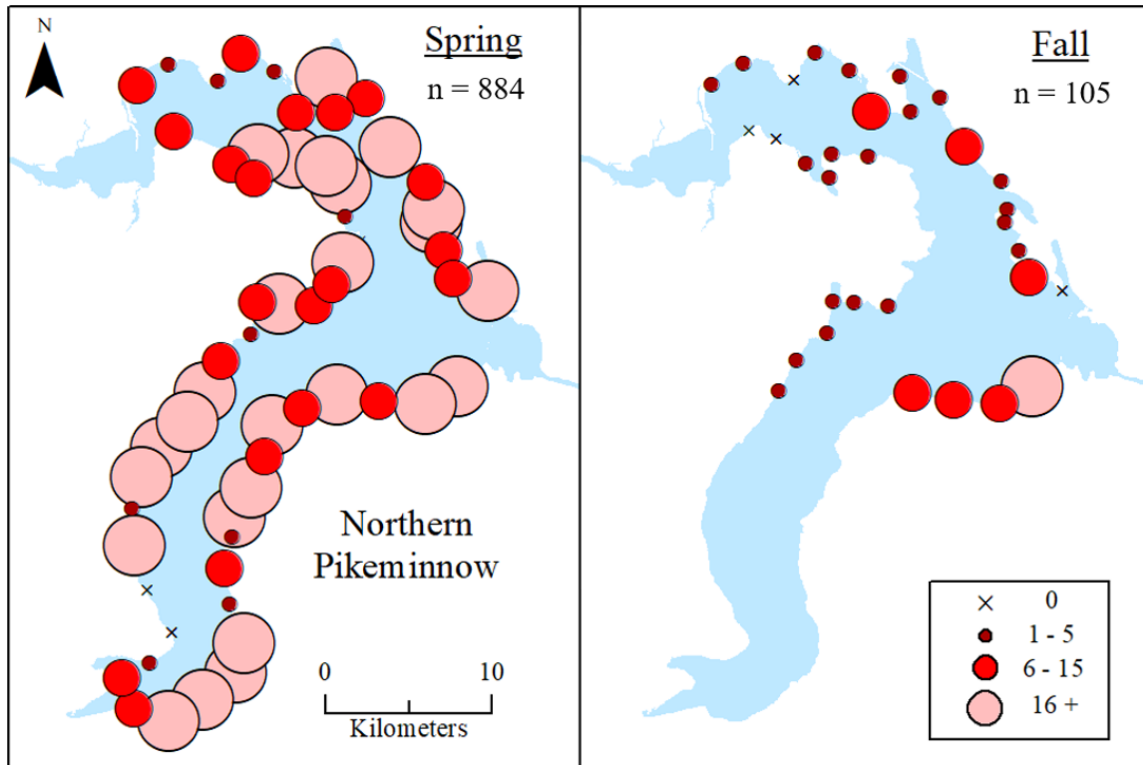 N
Spring
n = 884
Northern
Pikeminnow
0 10
Kilometers
Fall
n = 105
0
1 - 5
6 - 15
16 +